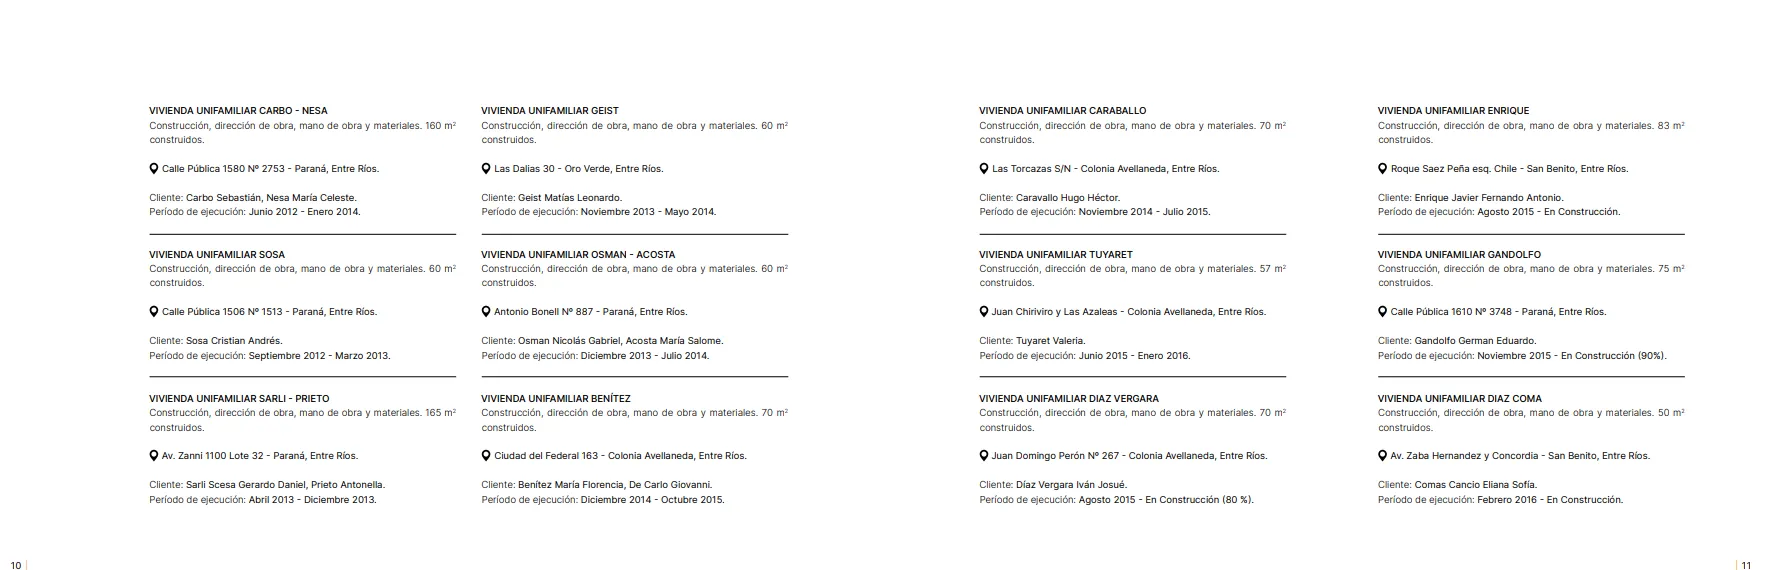 VIVIENDA UNIFAMILIAR CARBO - NESA
Construcción, dirección de obra, mano de obra y materiales. 160 m²
construidos.
Calle Pública 1580 Nº 2753 - Paraná, Entre Ríos.
Cliente: Carbo Sebastián, Nesa María Celeste.
Período de ejecución: Junio 2012 - Enero 2014.
VIVIENDA UNIFAMILIAR SOSA
Construcción, dirección de obra, mano de obra y materiales. 60 m²
construidos.
Calle Pública 1506 Nº 1513 - Paraná, Entre Ríos.
Cliente: Sosa Cristian Andrés.
Período de ejecución: Septiembre 2012 - Marzo 2013.
VIVIENDA UNIFAMILIAR SARLI - PRIETO
Construcción, dirección de obra, mano de obra y materiales. 165 m²
construidos.
Av. Zanni 1100 Lote 32 - Paraná, Entre Ríos.
Cliente: Sarli Scesa Gerardo Daniel, Prieto Antonella.
Período de ejecución: Abril 2013 - Diciembre 2013.
VIVIENDA UNIFAMILIAR GEIST
Construcción, dirección de obra, mano de obra y materiales. 60 m²
construidos.
Las Dalias 30 - Oro Verde, Entre Ríos.
Cliente: Geist Matías Leonardo.
Período de ejecución: Noviembre 2013 - Mayo 2014.
VIVIENDA UNIFAMILIAR OSMAN - ACOSTA
Construcción, dirección de obra, mano de obra y materiales. 60 m²
construidos.
Antonio Bonell Nº 887 - Paraná, Entre Ríos.
Cliente: Osman Nicolás Gabriel, Acosta María Salome.
Período de ejecución: Diciembre 2013 - Julio 2014.
VIVIENDA UNIFAMILIAR BENÍTEZ
Construcción, dirección de obra, mano de obra y materiales. 70 m²
construidos.
Ciudad del Federal 163 - Colonia Avellaneda, Entre Ríos.
Cliente: Benítez María Florencia, De Carlo Giovanni.
Período de ejecución: Diciembre 2014 - Octubre 2015.
10
VIVIENDA UNIFAMILIAR CARABALLO
Construcción, dirección de obra, mano de obra y materiales. 70 m²
construidos.
Las Torcazas S/N - Colonia Avellaneda, Entre Ríos.
Cliente: Caravallo Hugo Héctor.
Período de ejecución: Noviembre 2014 - Julio 2015.
VIVIENDA UNIFAMILIAR TUYARET
Construcción, dirección de obra, mano de obra y materiales. 57 m²
construidos.
Juan Chiriviro y Las Azaleas - Colonia Avellaneda, Entre Ríos.
Cliente: Tuyaret Valeria.
Período de ejecución: Junio 2015 - Enero 2016.
VIVIENDA UNIFAMILIAR DIAZ VERGARA
Construcción, dirección de obra, mano de obra y materiales. 70 m²
construidos.
Juan Domingo Perón Nº 267 - Colonia Avellaneda, Entre Ríos.
Cliente: Díaz Vergara Iván Josué.
Período de ejecución: Agosto 2015 - En Construcción (80 %).
VIVIENDA UNIFAMILIAR ENRIQUE
Construcción, dirección de obra, mano de obra y materiales. 83 m²
construidos.
Roque Saez Peña esq. Chile - San Benito, Entre Ríos.
Cliente: Enrique Javier Fernando Antonio.
Período de ejecución: Agosto 2015 - En Construcción.
VIVIENDA UNIFAMILIAR GANDOLFO
Construcción, dirección de obra, mano de obra y materiales. 75 m²
construidos.
Calle Pública 1610 Nº 3748 - Paraná, Entre Ríos.
Cliente: Gandolfo German Eduardo.
Período de ejecución: Noviembre 2015 - En Construcción (90%).
VIVIENDA UNIFAMILIAR DIAZ COMA
Construcción, dirección de obra, mano de obra y materiales. 50 m²
construidos.
Av. Zaba Hernandez y Concordia - San Benito, Entre Ríos.
Cliente: Comas Cancio Eliana Sofía.
Período de ejecución: Febrero 2016 - En Construcción.
11